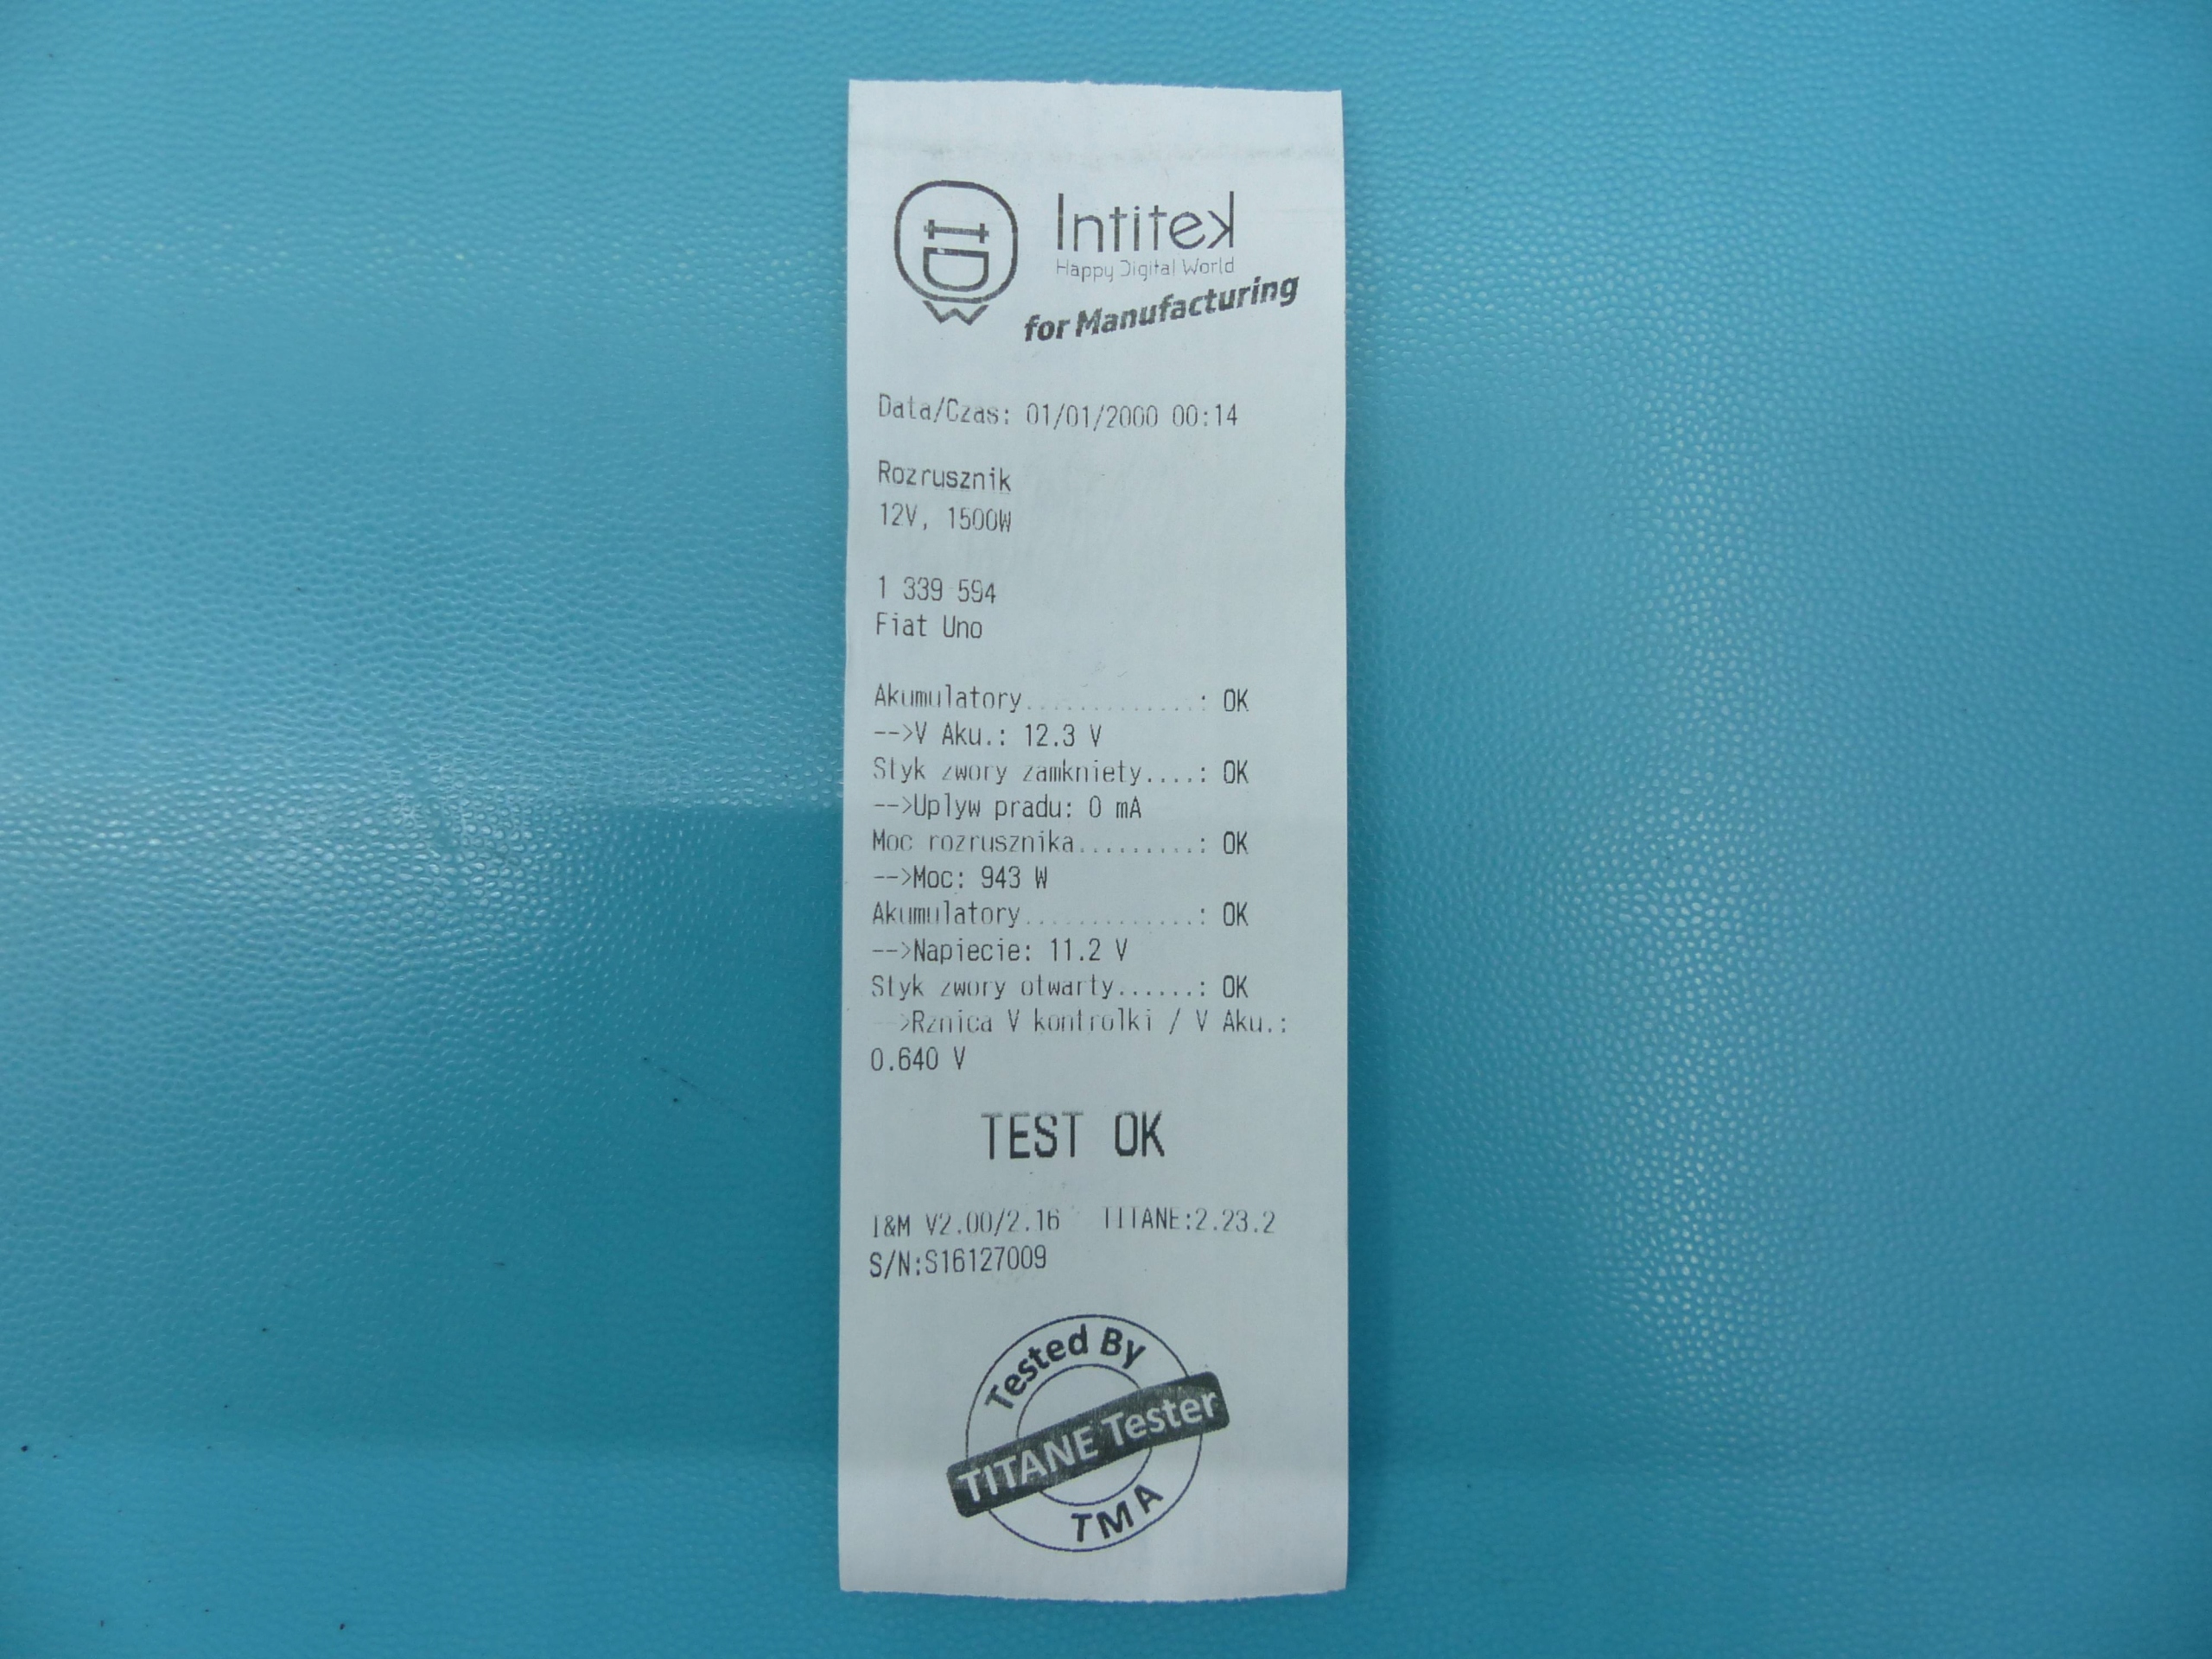 Intitek
Happy Digital World
for Manufacturing
Data/Czas: 01/01/2000 00:14
Rozrusznik
12V, 1500W
1 339 594
Fiat Uno
Akumulatory.............: OK
-->V Aku.: 12.3 V
Styk zwory zamkniety....: OK
-->Uplyw pradu: 0 mA
Moc rozrusznika.........: OK
-->Moc: 943 W
Akumulatory.............: OK
-->Napiecie: 11.2 V
Styk zwory otwarty......: OK
-->Rznica V kontrolki / V Aku.:
0.640 V
TEST OK
I&M V2.00/2.16 TITANE:2.23.2
S/N:S16127009
Tested By
TITANE Tester
TMA